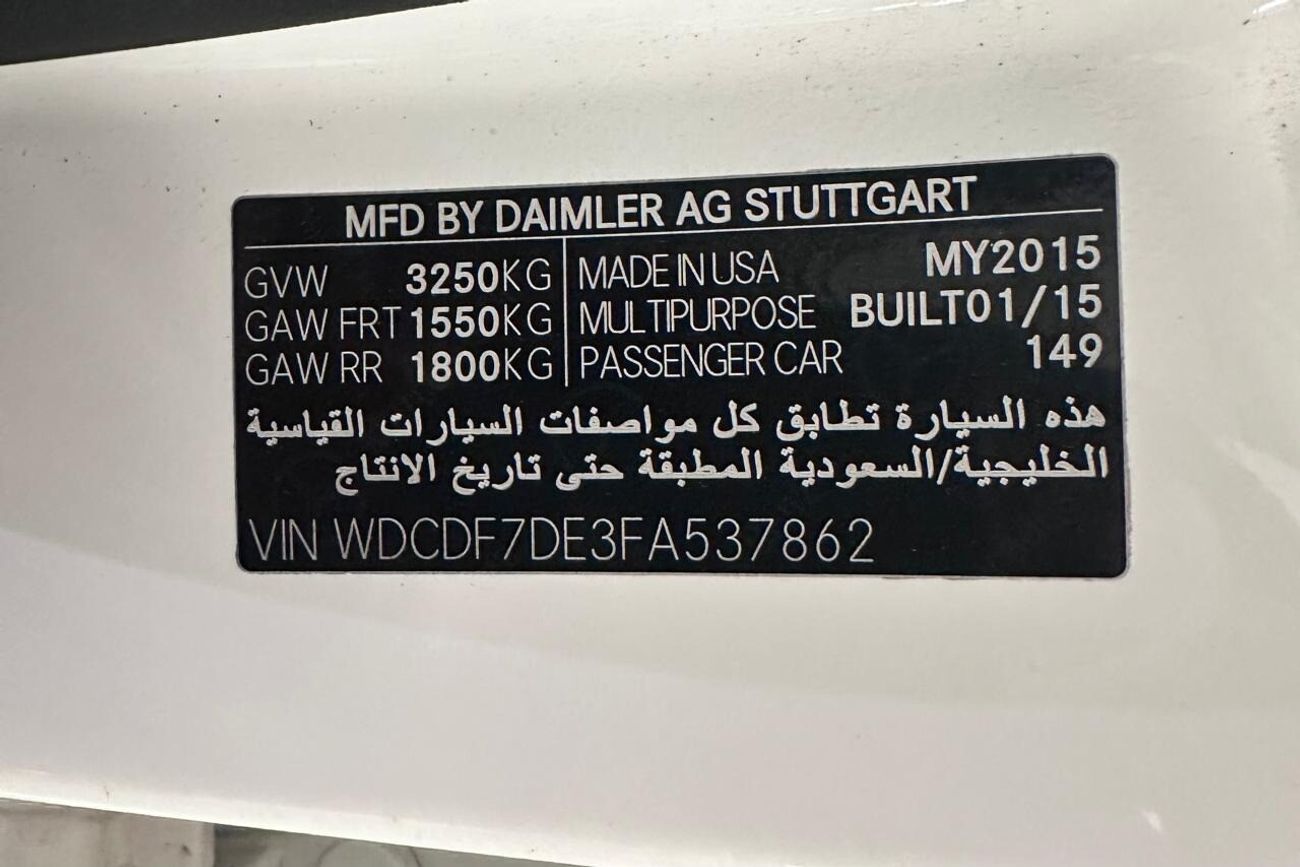 MFD BY DAIMLER AG STUTTGART
GVW 3250KG MADE IN USA MY2015
GAW FRT 1550KG MULTIPURPOSE BUILT01/15
GAW RR 1800KG PASSENGER CAR 149
هذه السيارة تطابق كل مواصفات السيارات القياسية
الخليجية/السعودية المطبقة حتى تاريخ الانتاج
VIN WDCDF7DE3FA537862